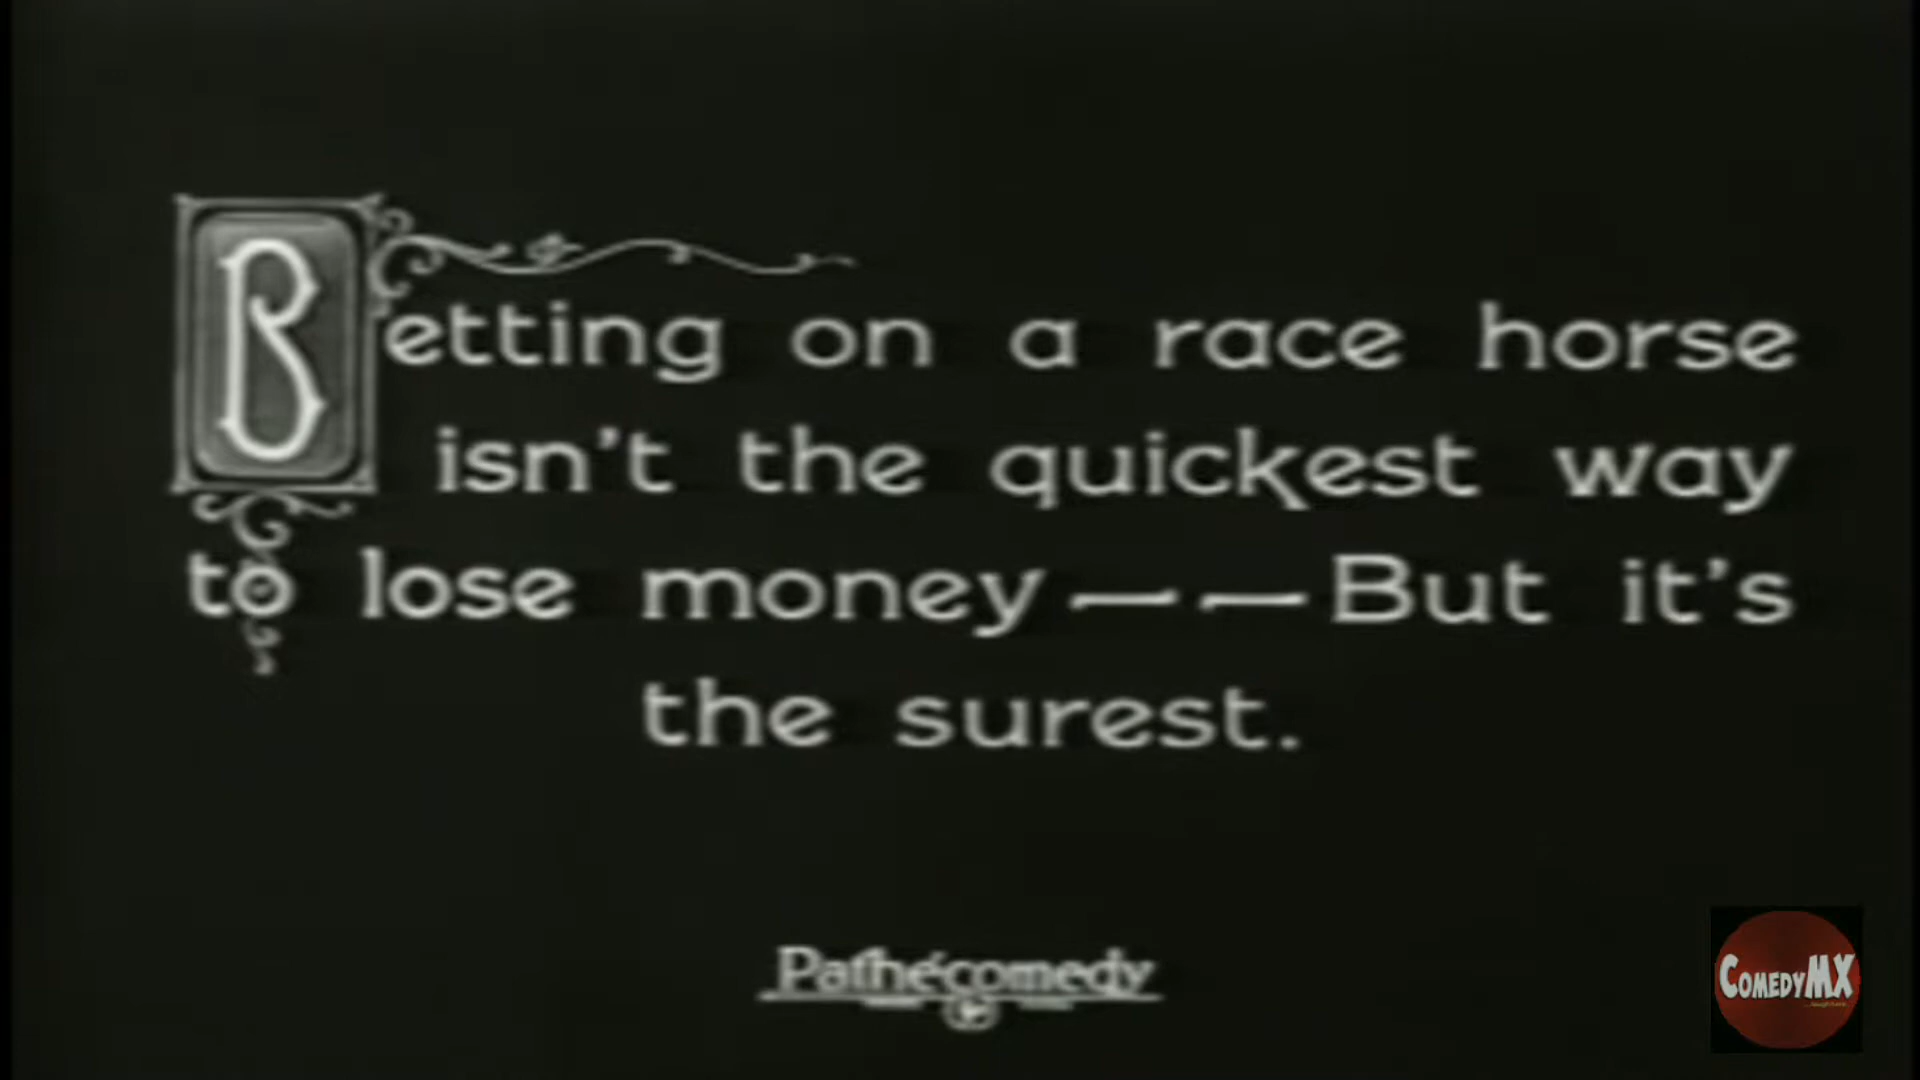 Betting on a race horse
isn't the quickest way
to lose money -- But it's
the surest.
Pathécomedy
COMEDYMX